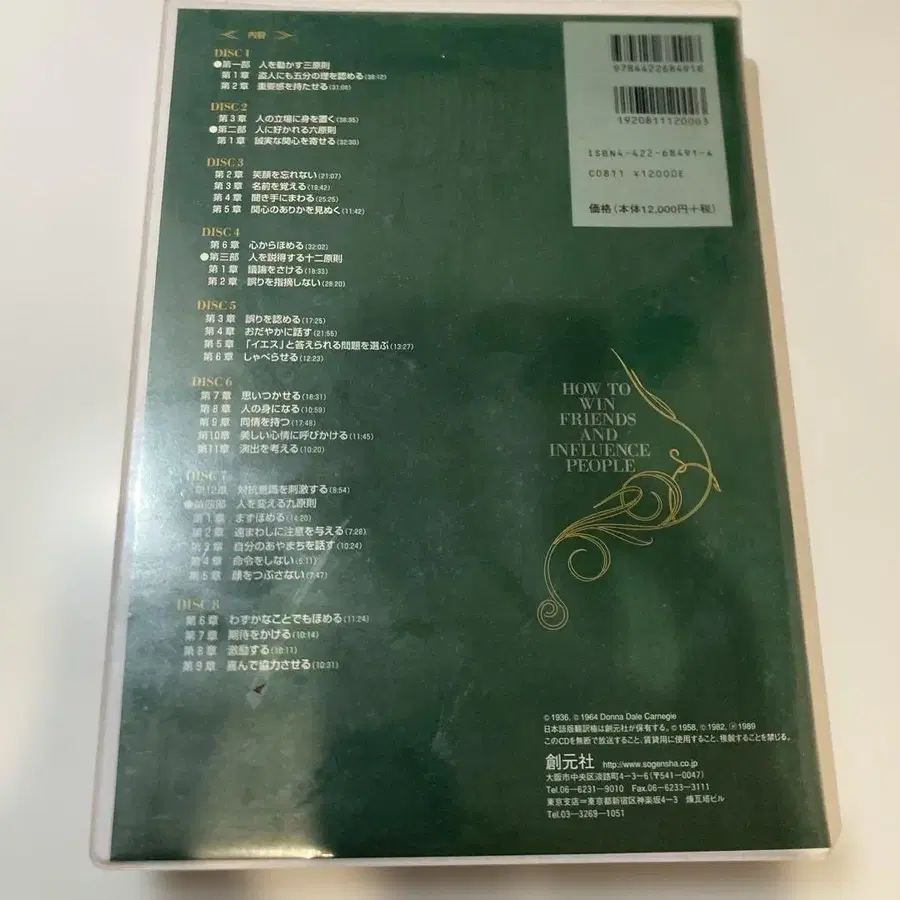 内容
DISC 1
●第一部 人を動かす三原則
第1章 盗人にも五分の理を認める(38:12)
第2章 重要感を持たせる(31:08)
DISC 2
第3章 人の立場に身を置く(38:35)
●第二部 人に好かれる六原則
第1章 誠実な関心を寄せる(32:30)
DISC 3
第2章 笑顔を忘れない(21:07)
第3章 名前を覚える(19:42)
第4章 聞き手にまわる(25:25)
第5章 関心のありかを見ぬく(11:42)
DISC 4
第6章 心からほめる(32:02)
●第三部 人を説得する十二原則
第1章 議論をさける(18:33)
第2章 誤りを指摘しない(28:20)
DISC 5
第3章 誤りを認める(17:25)
第4章 おだやかに話す(21:55)
第5章 「イエス」と答えられる問題を選ぶ(13:27)
第6章 しゃべらせる(12:23)
DISC 6
第7章 思いつかせる(16:31)
第8章 人の身になる(10:59)
第9章 同情を持つ(17:48)
第10章 美しい心情に呼びかける(11:45)
第11章 演出を考える(10:20)
DISC 7
第12章 対抗意識を刺激する(8:54)
●第四部 人を変える九原則
第1章 まずほめる(14:20)
第2章 遠まわしに注意を与える(7:28)
第3章 自分のあやまちを話す(10:24)
第4章 命令をしない(5:11)
第5章 顔をつぶさない(7:47)
DISC 8
第6章 わずかなことでもほめる(11:24)
第7章 期待をかける(10:14)
第8章 激励する(16:11)
第9章 喜んで協力させる(10:31)
9784422684918
1920811120003
ISBN4-422-68491-4
C0811 ¥12000E
価格(本体12,000円+税)
HOW TO
WIN
FRIENDS
AND
INFLUENCE
PEOPLE
© 1936, © 1964 Donna Dale Carnegie
日本語版翻訳権は創元社が保有する。© 1958, © 1982, ℗ 1989
このCDを無断で放送すること、賃貸用に使用すること、複製することを禁じる。
創元社 http://www.sogensha.co.jp
大阪市中央区淡路町4-3-6(〒541-0047)
Tel.06-6231-9010 Fax.06-6233-3111
東京支店=東京都新宿区神楽坂4-3 煉瓦塔ビル
Tel.03-3269-1051